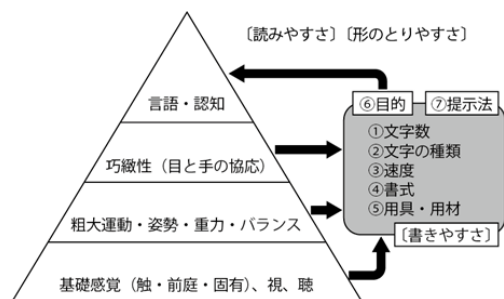 〔読みやすさ〕〔形のとりやすさ〕
言語・認知
巧緻性(目と手の協応)
粗大運動・姿勢・重力・バランス
基礎感覚(触・前庭・固有)、視、聴
⑥目的
⑦提示法
①文字数
②文字の種類
③速度
④書式
⑤用具・用材
〔書きやすさ〕